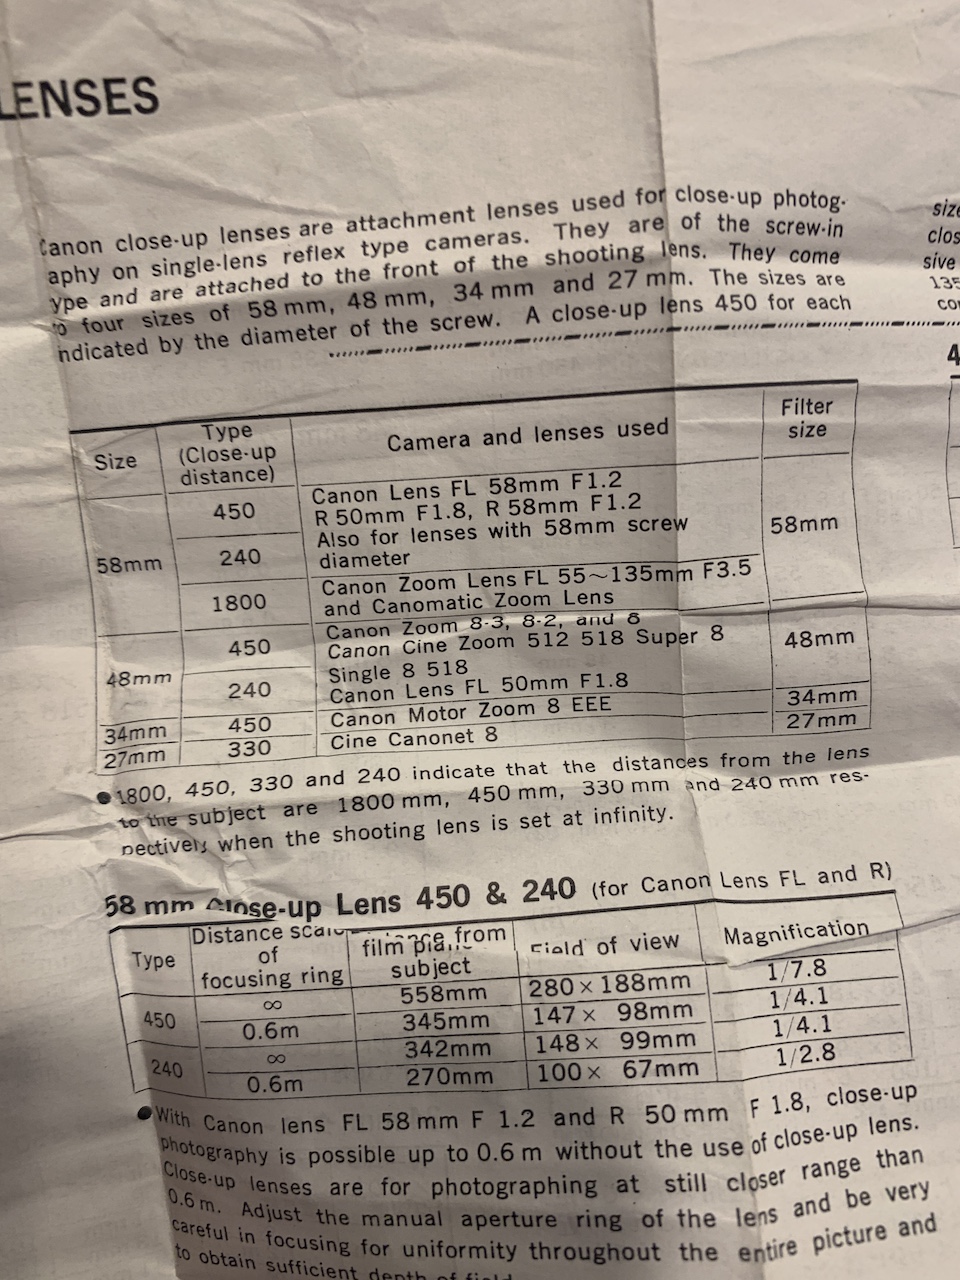 LENSES
Canon close-up lenses are attachment lenses used for close-up photog-
aphy on single-lens reflex type cameras. They are of the screw-in
ype and are attached to the front of the shooting lens. They come
four sizes of 58 mm, 48 mm, 34 mm and 27 mm. The sizes are
ndicated by the diameter of the screw. A close-up lens 450 for each
size
clos
sive
135
co
4
Size Type (Close-up distance) Camera and lenses used Filter size
58mm 450 Canon Lens FL 58mm F1.2
R 50mm F1.8, R 58mm F1.2
240 Also for lenses with 58mm screw
diameter 58mm
1800 Canon Zoom Lens FL 55~135mm F3.5
and Canomatic Zoom Lens
48mm 450 Canon Zoom 8-3, 8-2, and 8
Canon Cine Zoom 512 518 Super 8 48mm
240 Single 8 518
Canon Lens FL 50mm F1.8
34mm 450 Canon Motor Zoom 8 EEE 34mm
27mm 330 Cine Canonet 8 27mm
●1800, 450, 330 and 240 indicate that the distances from the lens
to the subject are 1800 mm, 450 mm, 330 mm and 240 mm res-
pectively when the shooting lens is set at infinity.
58 mm Close-up Lens 450 & 240 (for Canon Lens FL and R)
Type Distance scale of focusing ring film from subject Field of view Magnification
450 ∞ 558mm 280 × 188mm 1/7.8
0.6m 345mm 147 × 98mm 1/4.1
240 ∞ 342mm 148 × 99mm 1/4.1
0.6m 270mm 100 × 67mm 1/2.8
●With Canon lens FL 58 mm F 1.2 and R 50 mm F 1.8, close-up
photography is possible up to 0.6 m without the use of close-up lens.
Close-up lenses are for photographing at still closer range than
0.6 m. Adjust the manual aperture ring of the lens and be very
careful in focusing for uniformity throughout the entire picture and
to obtain sufficient depth of field.